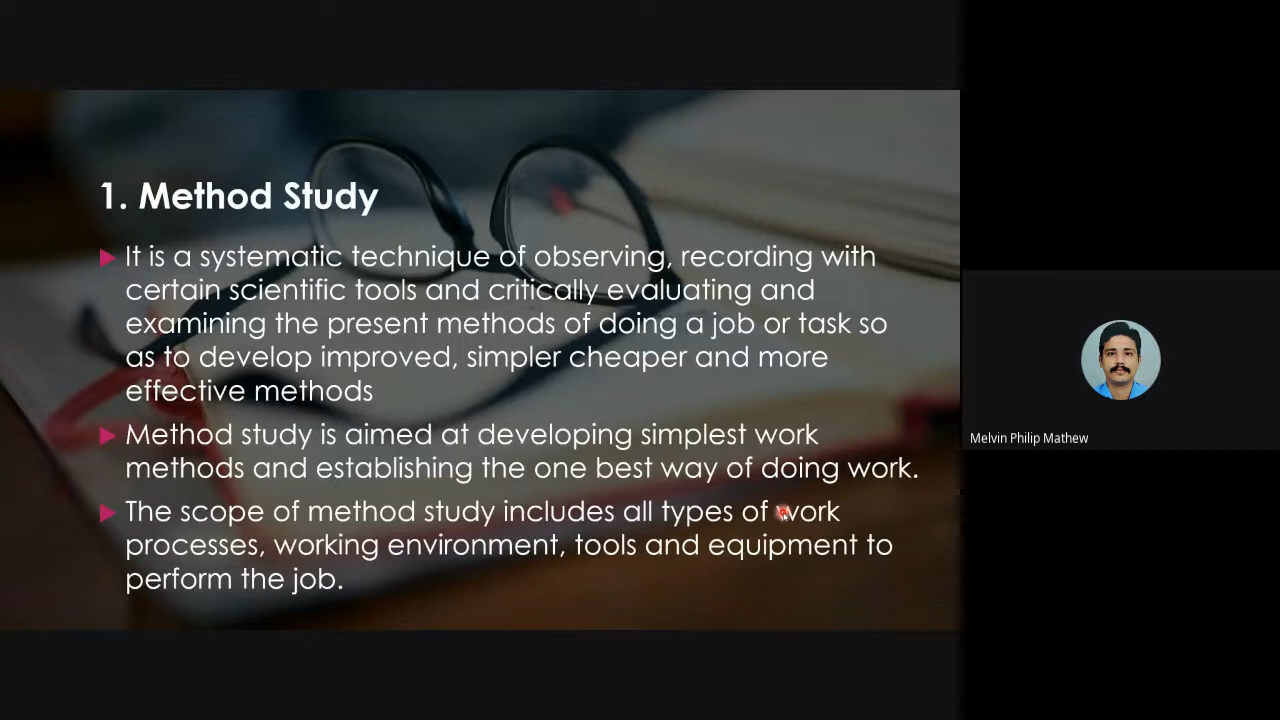 1. Method Study
It is a systematic technique of observing, recording with
certain scientific tools and critically evaluating and
examining the present methods of doing a job or task so
as to develop improved, simpler cheaper and more
effective methods
Method study is aimed at developing simplest work
methods and establishing the one best way of doing work.
The scope of method study includes all types of work
processes, working environment, tools and equipment to
perform the job.
Melvin Philip Mathew